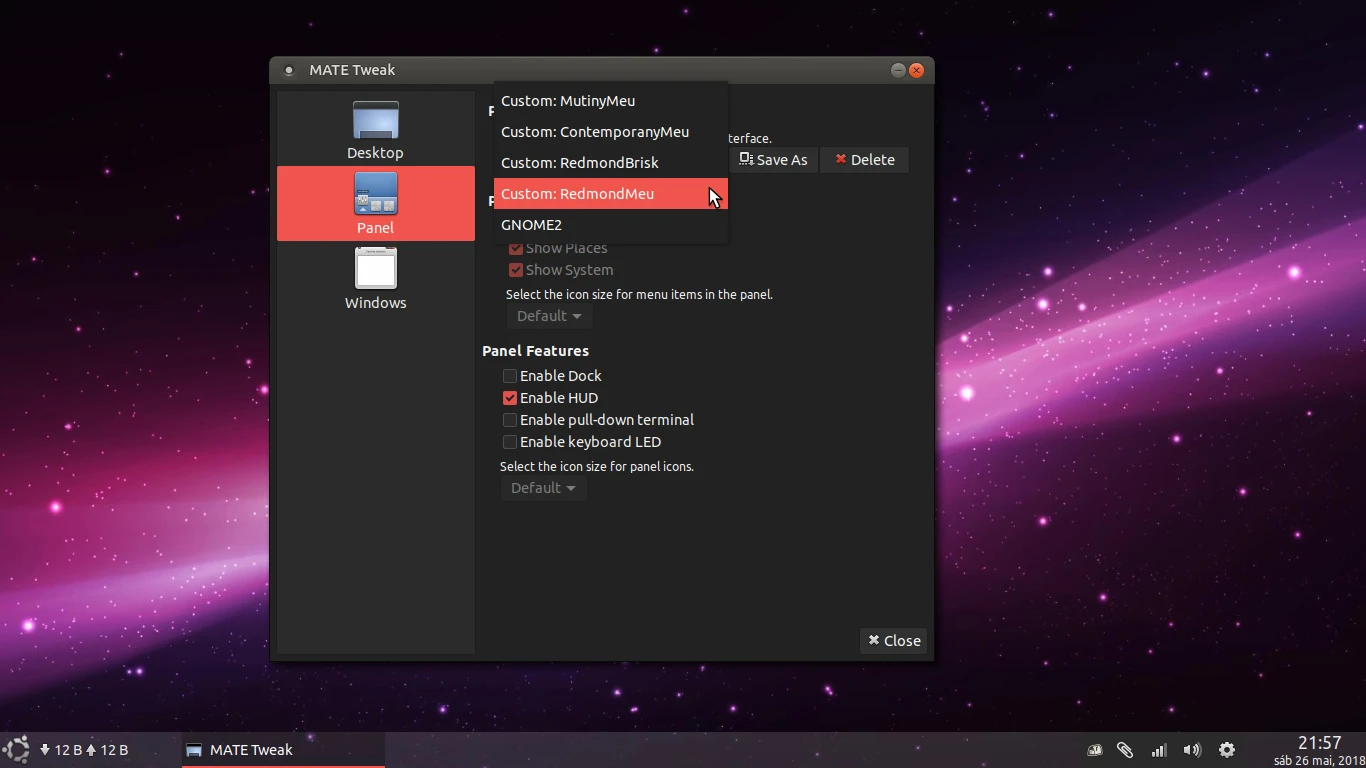 MATE Tweak
Desktop
Panel
Windows
Custom: MutinyMeu
Custom: ContemporanyMeu
Custom: RedmondBrisk
Custom: RedmondMeu
GNOME2
terface.
Save As
Delete
Show Places
Show System
Select the icon size for menu items in the panel.
Default
Panel Features
Enable Dock
Enable HUD
Enable pull-down terminal
Enable keyboard LED
Select the icon size for panel icons.
Default
Close
12 B 12 B
MATE Tweak
21:57
sáb 26 mai, 2018